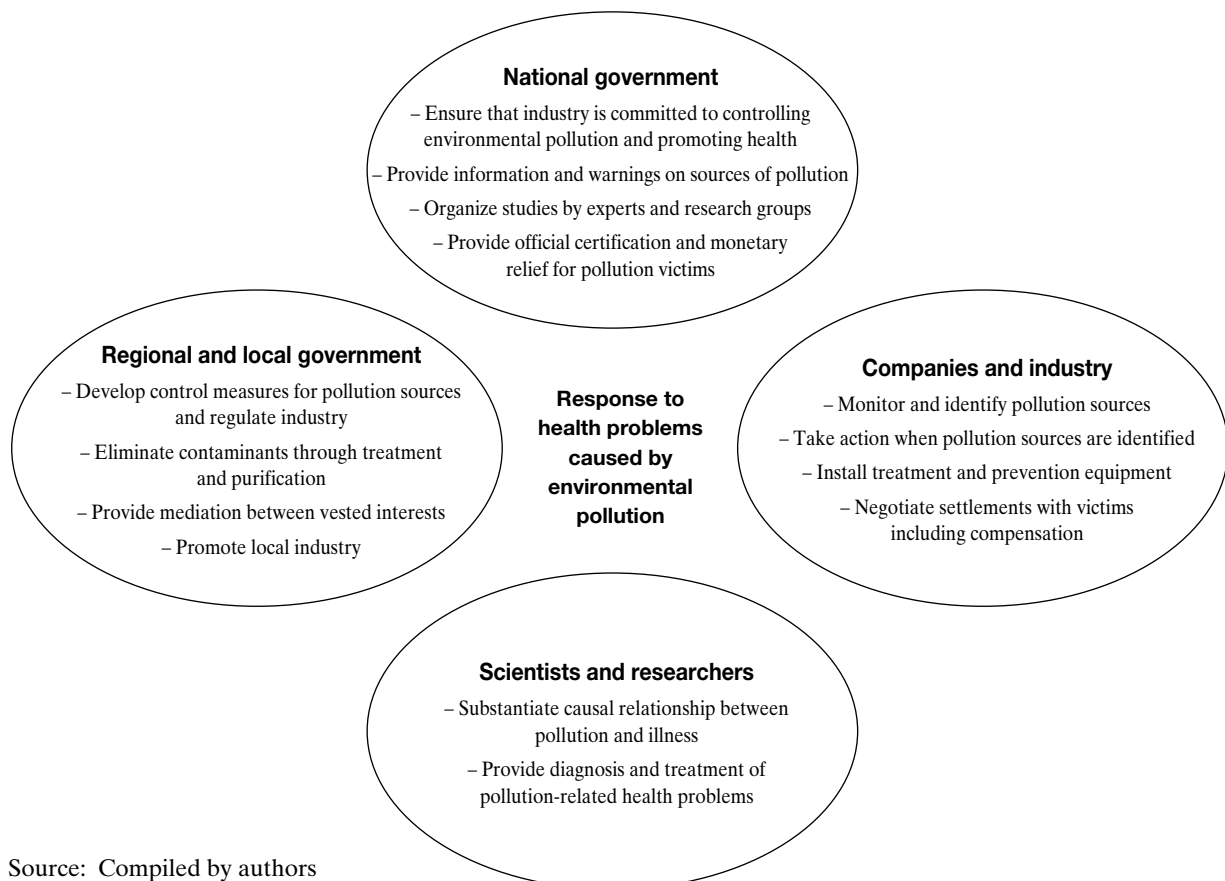 National government
– Ensure that industry is committed to controlling
environmental pollution and promoting health
– Provide information and warnings on sources of pollution
– Organize studies by experts and research groups
– Provide official certification and monetary
relief for pollution victims
Regional and local government
– Develop control measures for pollution sources
and regulate industry
– Eliminate contaminants through treatment
and purification
– Provide mediation between vested interests
– Promote local industry
Response to
health problems
caused by
environmental
pollution
Companies and industry
– Monitor and identify pollution sources
– Take action when pollution sources are identified
– Install treatment and prevention equipment
– Negotiate settlements with victims
including compensation
Scientists and researchers
– Substantiate causal relationship between
pollution and illness
– Provide diagnosis and treatment of
pollution-related health problems
Source: Compiled by authors